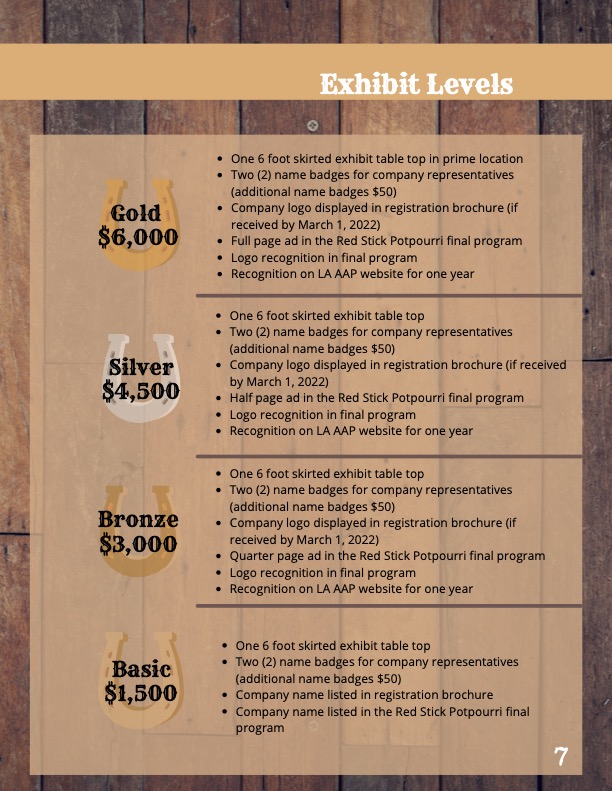 Exhibit Levels
Gold
$6,000
• One 6 foot skirted exhibit table top in prime location
• Two (2) name badges for company representatives
(additional name badges $50)
• Company logo displayed in registration brochure (if
received by March 1, 2022)
• Full page ad in the Red Stick Potpourri final program
• Logo recognition in final program
• Recognition on LA AAP website for one year
Silver
$4,500
• One 6 foot skirted exhibit table top
• Two (2) name badges for company representatives
(additional name badges $50)
• Company logo displayed in registration brochure (if received
by March 1, 2022)
• Half page ad in the Red Stick Potpourri final program
• Logo recognition in final program
• Recognition on LA AAP website for one year
Bronze
$3,000
• One 6 foot skirted exhibit table top
• Two (2) name badges for company representatives
(additional name badges $50)
• Company logo displayed in registration brochure (if
received by March 1, 2022)
• Quarter page ad in the Red Stick Potpourri final program
• Logo recognition in final program
• Recognition on LA AAP website for one year
Basic
$1,500
• One 6 foot skirted exhibit table top
• Two (2) name badges for company representatives
(additional name badges $50)
• Company name listed in registration brochure
• Company name listed in the Red Stick Potpourri final
program
7